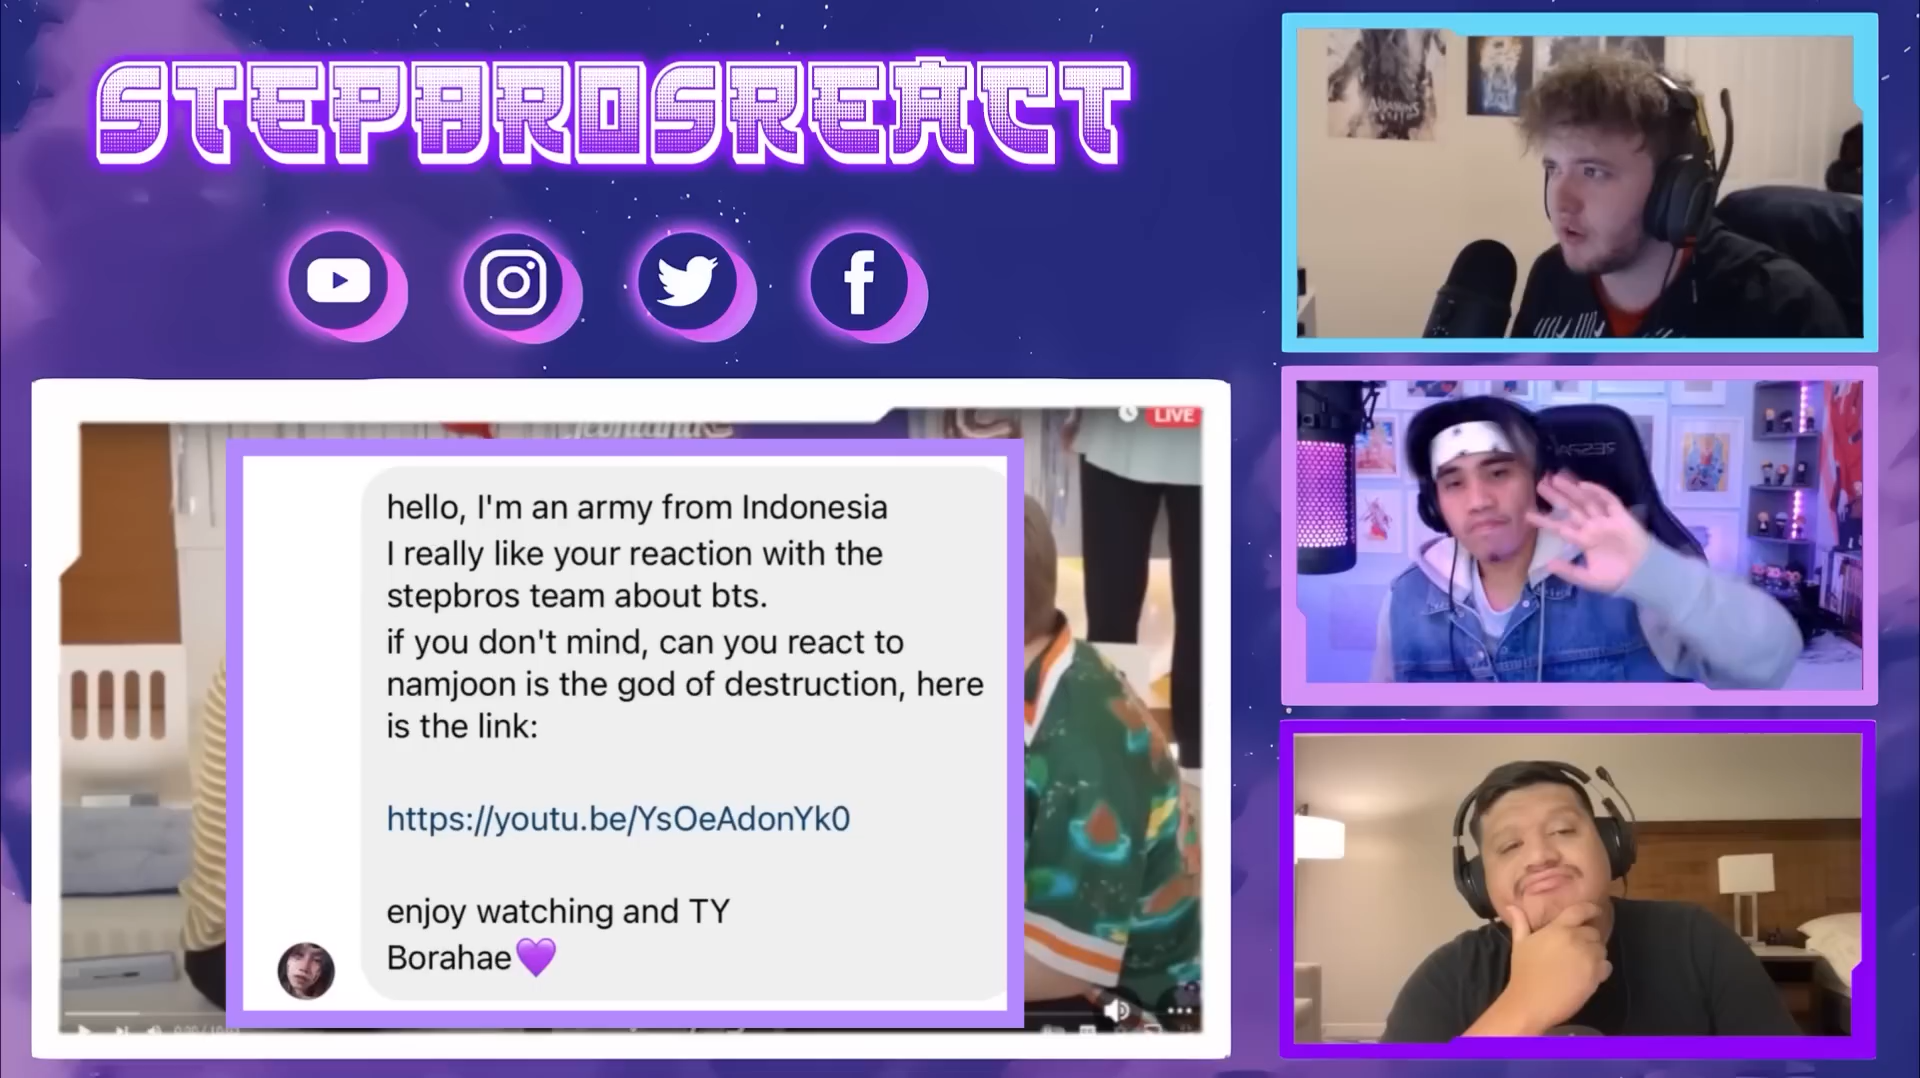 STEPBROSREACT
LIVE
hello, I'm an army from Indonesia
I really like your reaction with the
stepbros team about bts.
if you don't mind, can you react to
namjoon is the god of destruction, here
is the link:
https://youtu.be/YsOeAdonYk0
enjoy watching and TY
Borahae💜